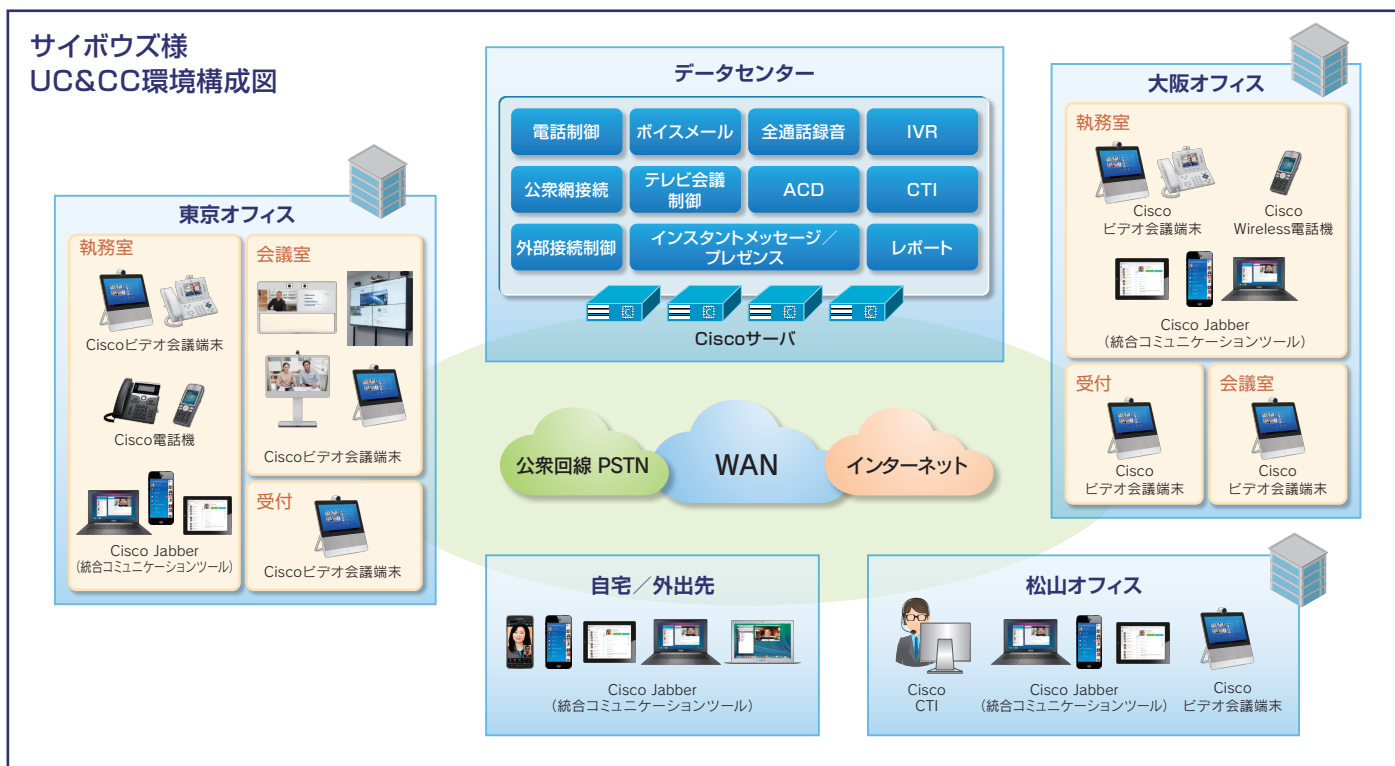 サイボウズ様
UC&CC環境構成図
データセンター
電話制御
ボイスメール
全通話録音
IVR
公衆網接続
テレビ会議
制御
ACD
CTI
外部接続制御
インスタントメッセージ／
プレゼンス
レポート
Ciscoサーバ
東京オフィス
執務室
Ciscoビデオ会議端末
Cisco電話機
Cisco Jabber
（統合コミュニケーションツール）
会議室
Ciscoビデオ会議端末
受付
Ciscoビデオ会議端末
公衆回線 PSTN
WAN
インターネット
大阪オフィス
執務室
Cisco
ビデオ会議端末
Cisco
Wireless電話機
Cisco Jabber
（統合コミュニケーションツール）
受付
Cisco
ビデオ会議端末
会議室
Cisco
ビデオ会議端末
自宅／外出先
Cisco Jabber
（統合コミュニケーションツール）
松山オフィス
Cisco
CTI
Cisco Jabber
（統合コミュニケーションツール）
Cisco
ビデオ会議端末